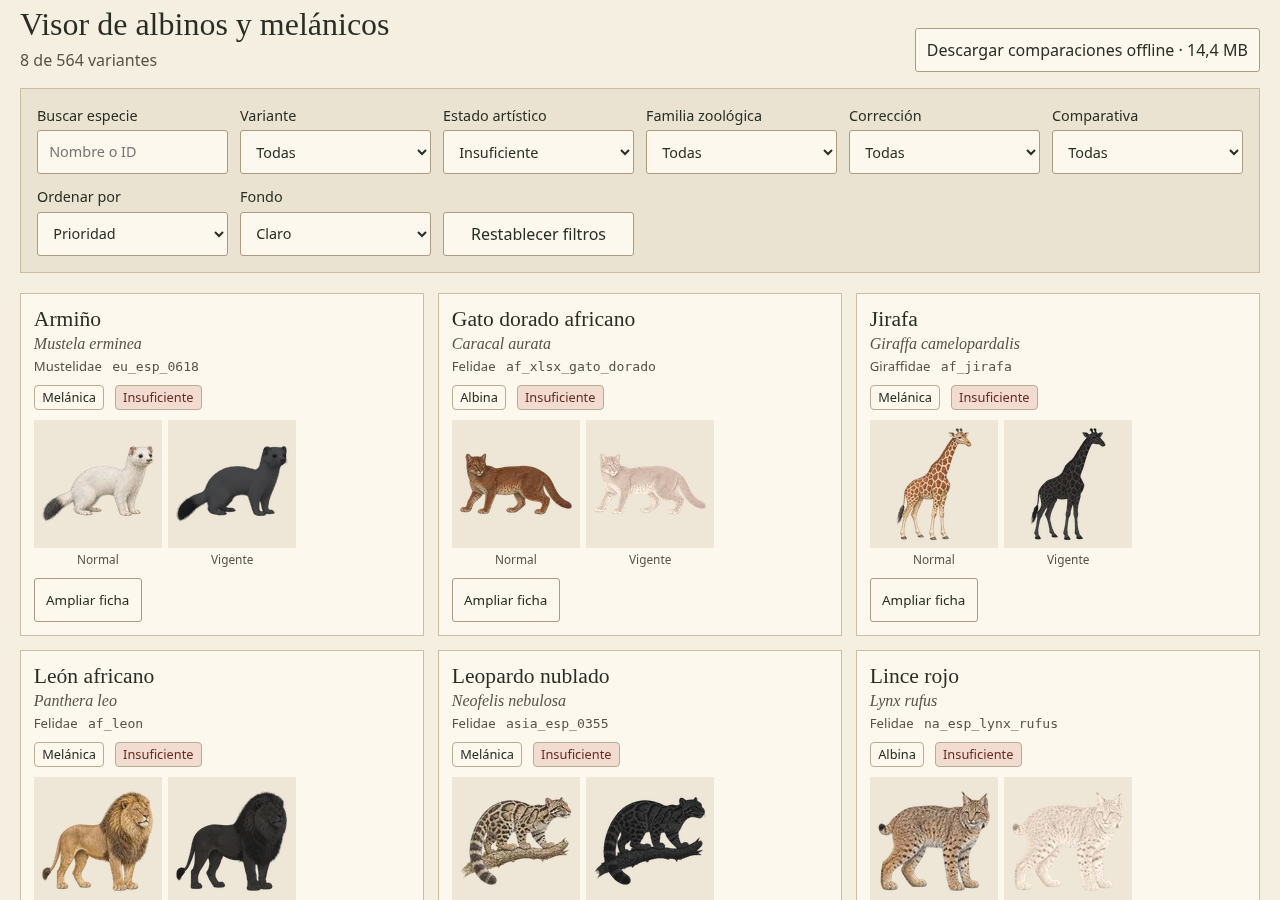 Visor de albinos y melánicos
8 de 564 variantes
Descargar comparaciones offline · 14,4 MB
Buscar especie
Variante
Estado artístico
Familia zoológica
Corrección
Comparativa
Nombre o ID
Todas
Insuficiente
Todas
Todas
Todas
Ordenar por
Fondo
Prioridad
Claro
Restablecer filtros
Armiño
Mustela erminea
Mustelidae eu_esp_0618
Melánica Insuficiente
Normal Vigente
Ampliar ficha
Gato dorado africano
Caracal aurata
Felidae af_xlsx_gato_dorado
Albina Insuficiente
Normal Vigente
Ampliar ficha
Jirafa
Giraffa camelopardalis
Giraffidae af_jirafa
Melánica Insuficiente
Normal Vigente
Ampliar ficha
León africano
Panthera leo
Felidae af_leon
Melánica Insuficiente
Leopardo nublado
Neofelis nebulosa
Felidae asia_esp_0355
Melánica Insuficiente
Lince rojo
Lynx rufus
Felidae na_esp_lynx_rufus
Albina Insuficiente